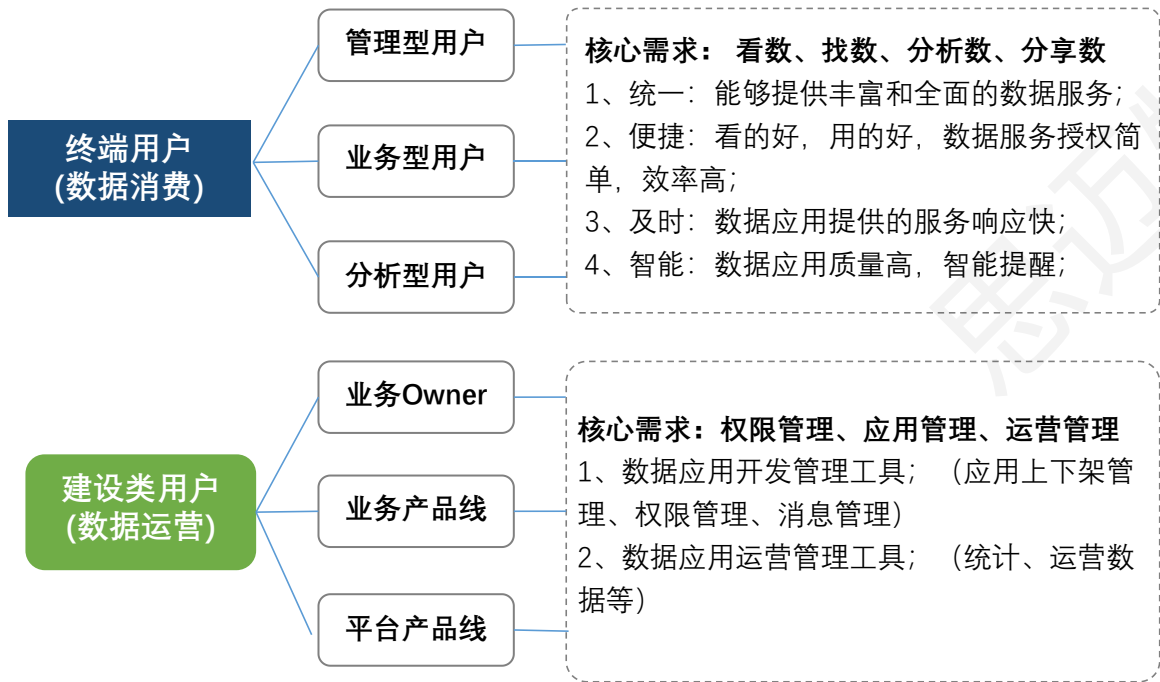 终端用户
(数据消费)
管理型用户
业务型用户
分析型用户
核心需求： 看数、找数、分析数、分享数
1、统一：能够提供丰富和全面的数据服务；
2、便捷：看的好，用的好，数据服务授权简
单，效率高；
3、及时：数据应用提供的服务响应快；
4、智能：数据应用质量高，智能提醒；
建设类用户
(数据运营)
业务Owner
业务产品线
平台产品线
核心需求：权限管理、应用管理、运营管理
1、数据应用开发管理工具；（应用上下架管
理、权限管理、消息管理）
2、数据应用运营管理工具；（统计、运营数
据等）
思迈